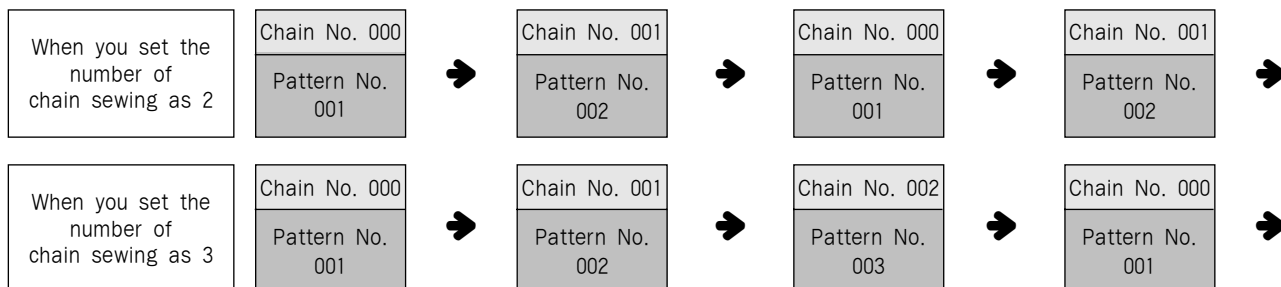 When you set the
number of
chain sewing as 2
Chain No. 000
Pattern No.
001
Chain No. 001
Pattern No.
002
Chain No. 000
Pattern No.
001
Chain No. 001
Pattern No.
002
When you set the
number of
chain sewing as 3
Chain No. 000
Pattern No.
001
Chain No. 001
Pattern No.
002
Chain No. 002
Pattern No.
003
Chain No. 000
Pattern No.
001